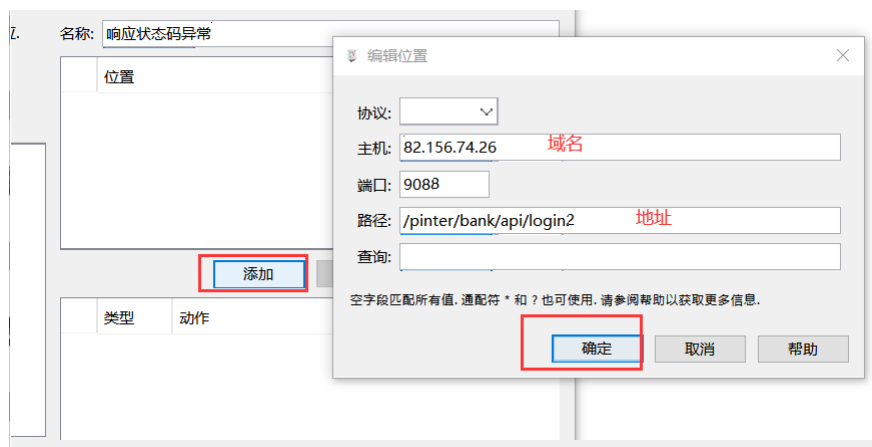 名称: 响应状态码异常
位置
添加
类型 动作
编辑位置
协议:
主机: 82.156.74.26 域名
端口: 9088
路径: /pinter/bank/api/login2 地址
查询:
空字段匹配所有值. 通配符 * 和 ? 也可使用. 请参阅帮助以获取更多信息.
确定 取消 帮助